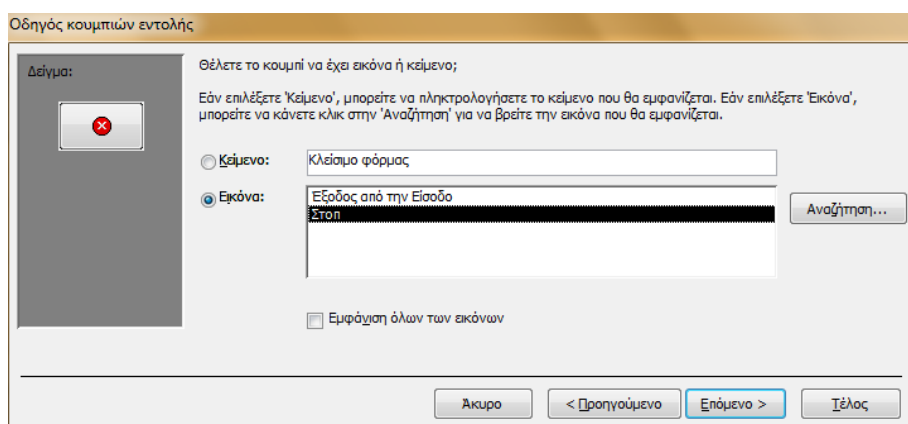 Οδηγός κουμπιών εντολής
Δείγμα:
Θέλετε το κουμπί να έχει εικόνα ή κείμενο;
Εάν επιλέξετε 'Κείμενο', μπορείτε να πληκτρολογήσετε το κείμενο που θα εμφανίζεται. Εάν επιλέξετε 'Εικόνα',
μπορείτε να κάνετε κλικ στην 'Αναζήτηση' για να βρείτε την εικόνα που θα εμφανίζεται.
Κείμενο: Κλείσιμο φόρμας
Εικόνα: Έξοδος από την Είσοδο
Στοπ
Αναζήτηση...
Εμφάνιση όλων των εικόνων
Άκυρο < Προηγούμενο Επόμενο > Τέλος